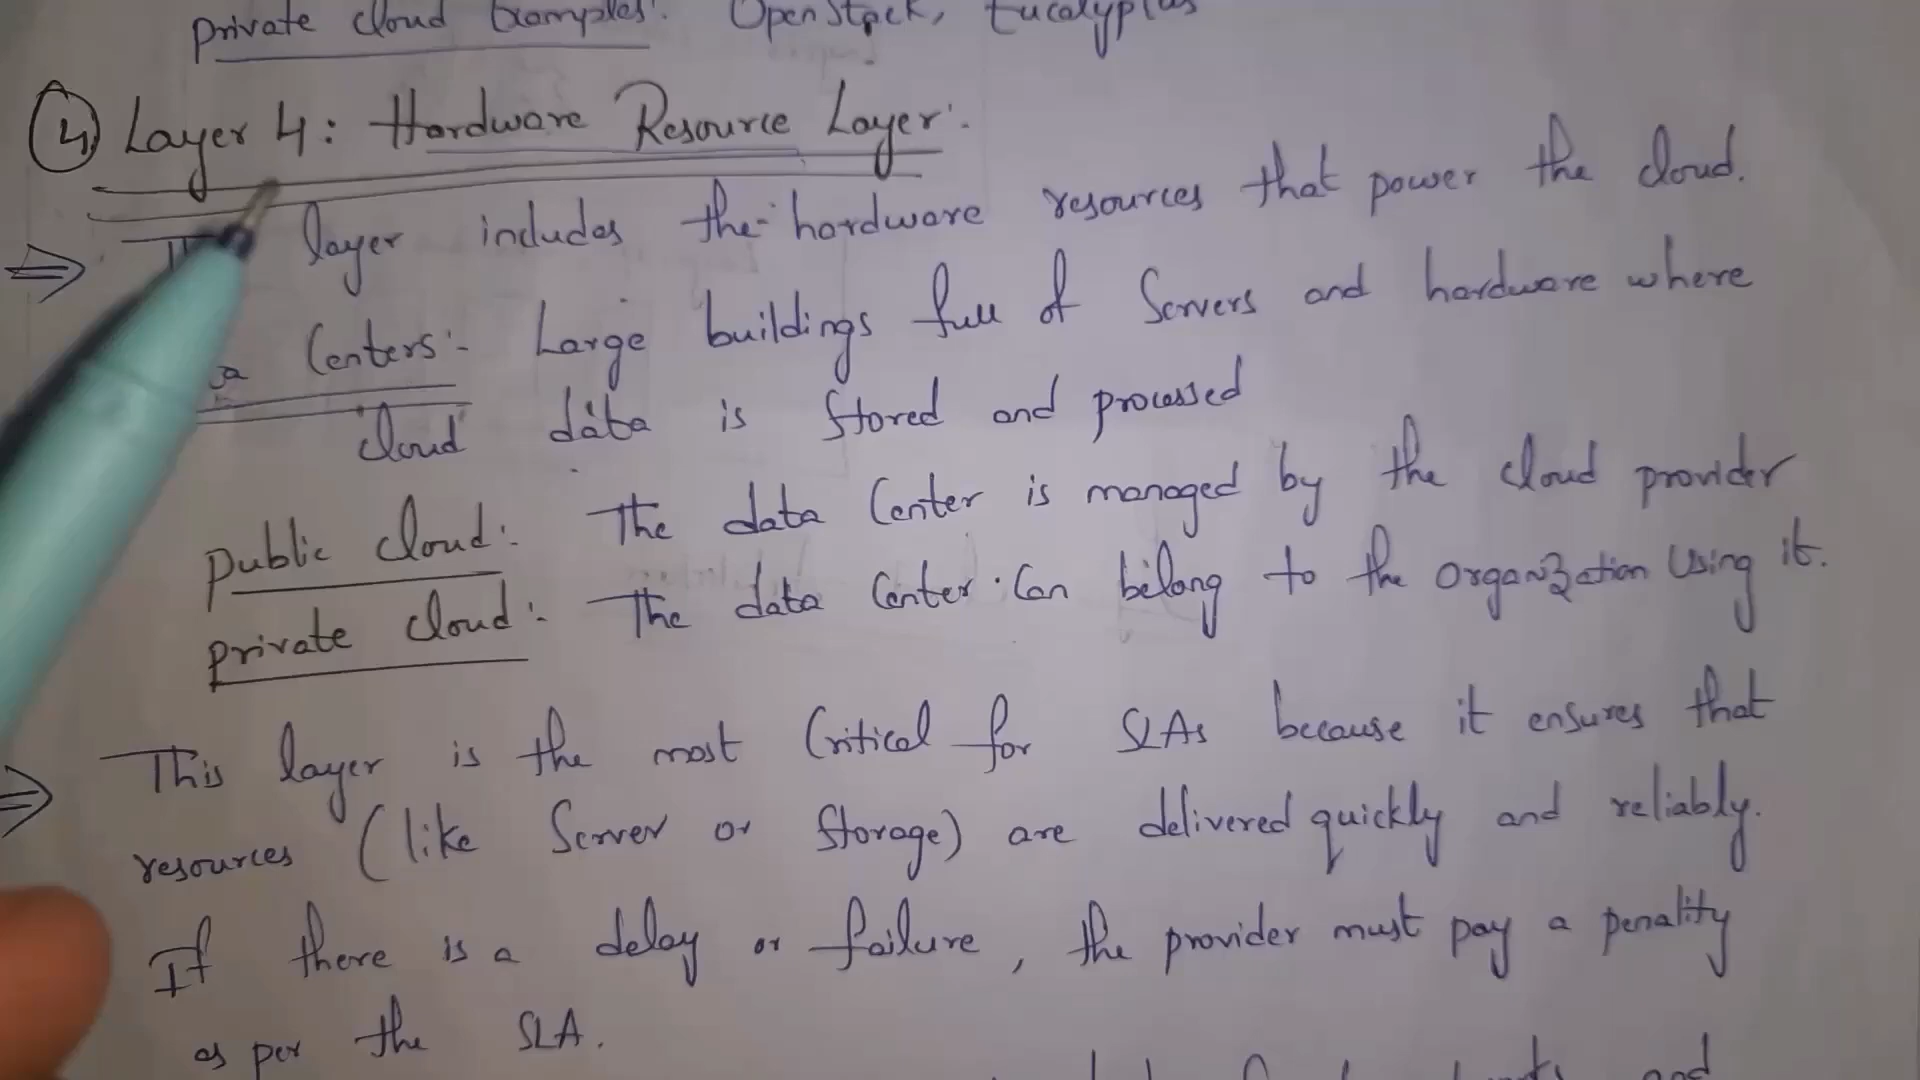 private cloud Examples: OpenStack, Eucalyptus
④ Layer 4: Hardware Resource Layer:
⇒ layer includes the hardware resources that power the cloud.
Centers:- Large buildings full of Servers and hardware where
cloud data is stored and processed
public cloud: The data Center is managed by the cloud provider
private cloud: The data Center can belong to the organization using it.
⇒ This layer is the most critical for SLAs because it ensures that
resources (like Server or Storage) are delivered quickly and reliably.
If there is a delay or failure, the provider must pay a penality
as per the SLA.
and